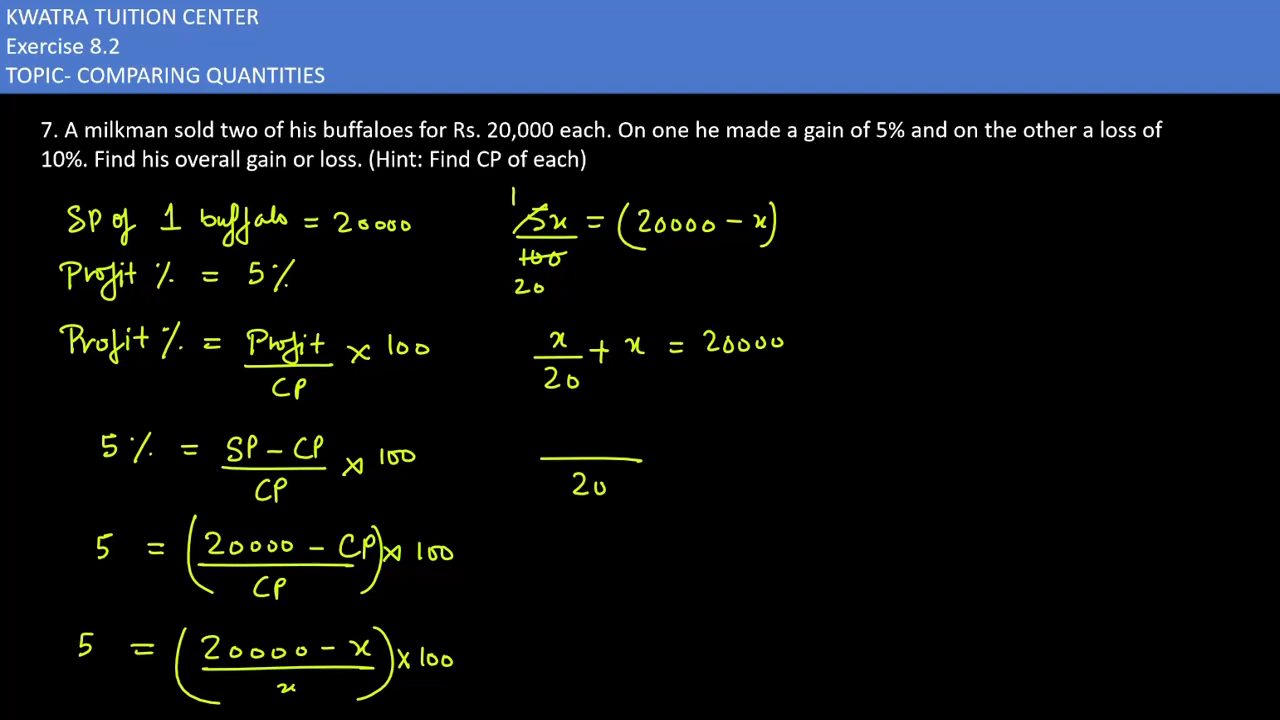 KWATRA TUITION CENTER
Exercise 8.2
TOPIC- COMPARING QUANTITIES
7. A milkman sold two of his buffaloes for Rs. 20,000 each. On one he made a gain of 5% and on the other a loss of
10%. Find his overall gain or loss. (Hint: Find CP of each)
SP of 1 buffalo = 20000
Profit % = 5%
Profit % = Profit/CP × 100
5% = SP - CP/CP × 100
5 = (20000 - CP/CP) × 100
5 = (20000 - x/x) × 100
1
5x/100 = (20000 - x)
20
x/20 + x = 20000
/20